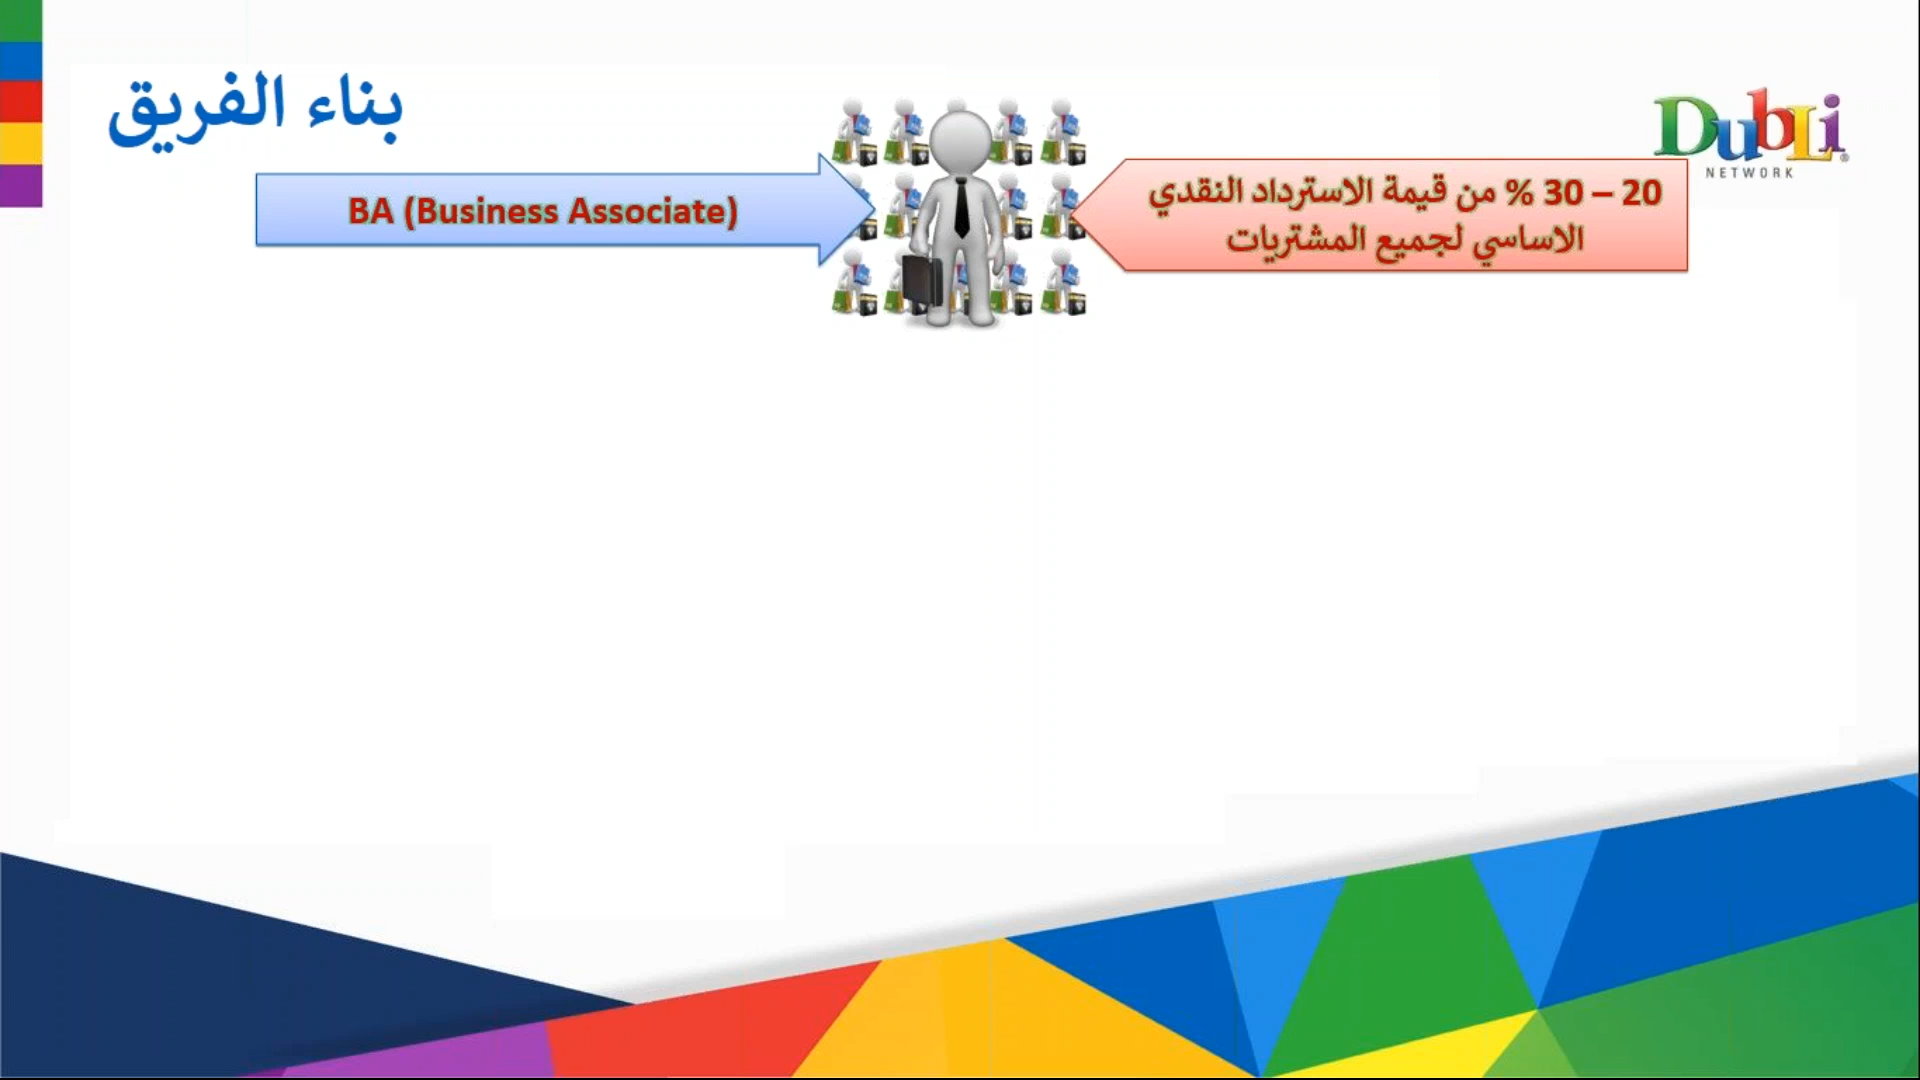 بناء الفريق
DubLi
NETWORK
BA (Business Associate)
20 – 30 % من قيمة الاسترداد النقدي
الاساسي لجميع المشتريات